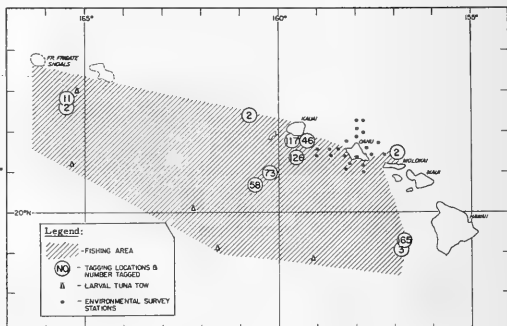 165° 160° 155°
FR. FRIGATE
SHOALS
11
2
2
KAUAI
117 46
126
OAHU
2
MOLOKAI
MAUI
73
58
20°N
HAWAII
65
3
Legend:
- FISHING AREA
NO. - TAGGING LOCATIONS &
NUMBER TAGGED
- LARVAL TUNA TOW
- ENVIRONMENTAL SURVEY
STATIONS